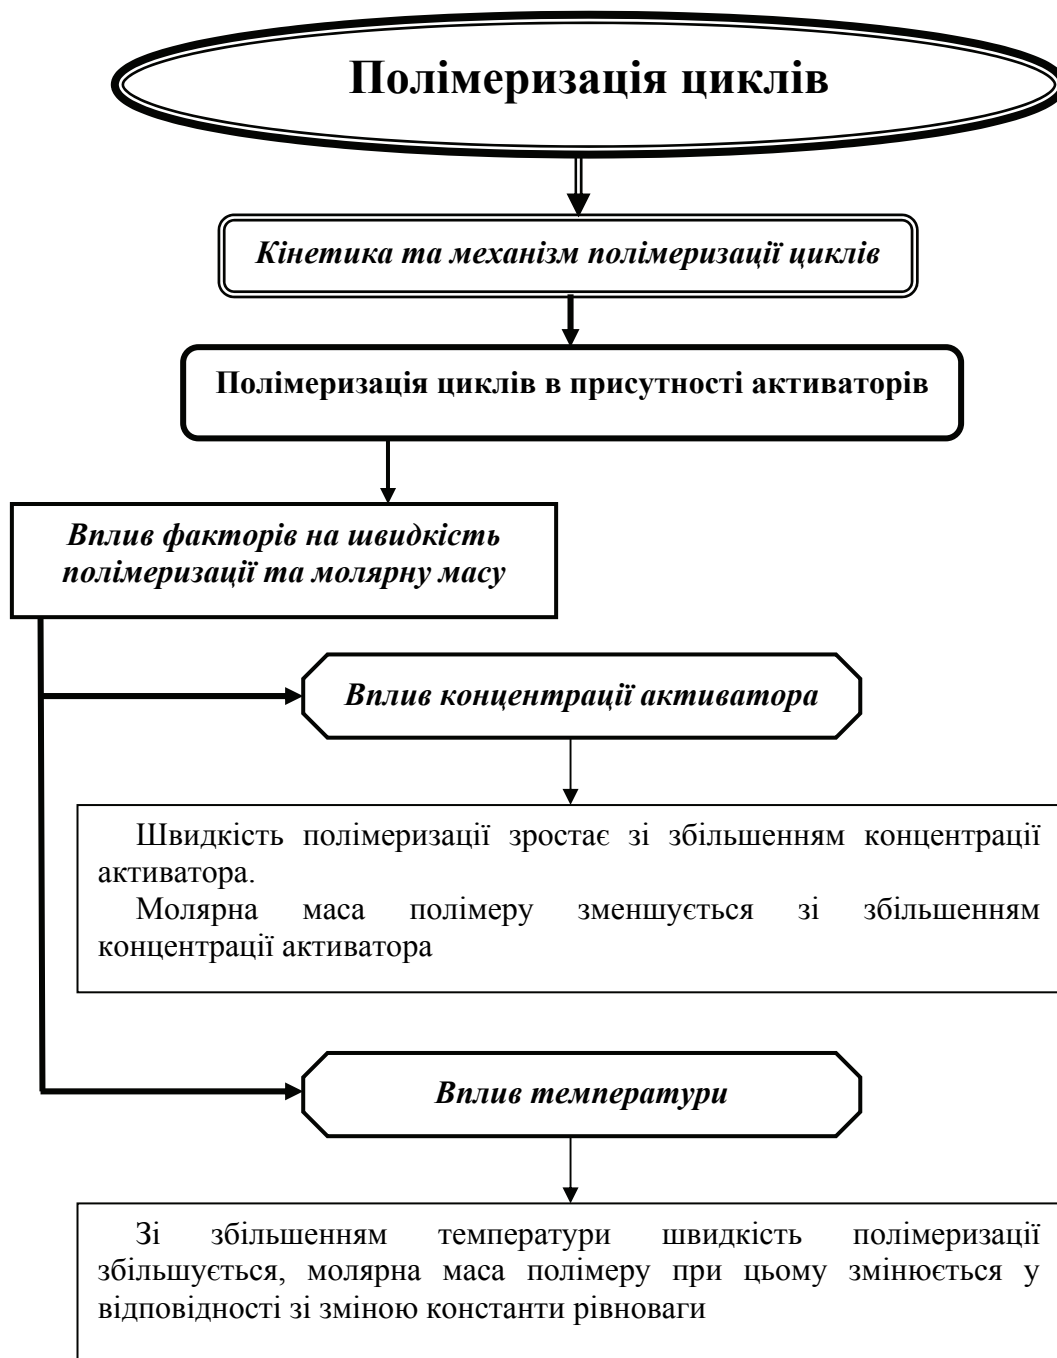 Полімеризація циклів
Кінетика та механізм полімеризації циклів
Полімеризація циклів в присутності активаторів
Вплив факторів на швидкість
полімеризації та молярну масу
Вплив концентрації активатора
Швидкість полімеризації зростає зі збільшенням концентрації
активатора.
Молярна маса полімеру зменшується зі збільшенням
концентрації активатора
Вплив температури
Зі збільшенням температури швидкість полімеризації
збільшується, молярна маса полімеру при цьому змінюється у
відповідності зі зміною константи рівноваги